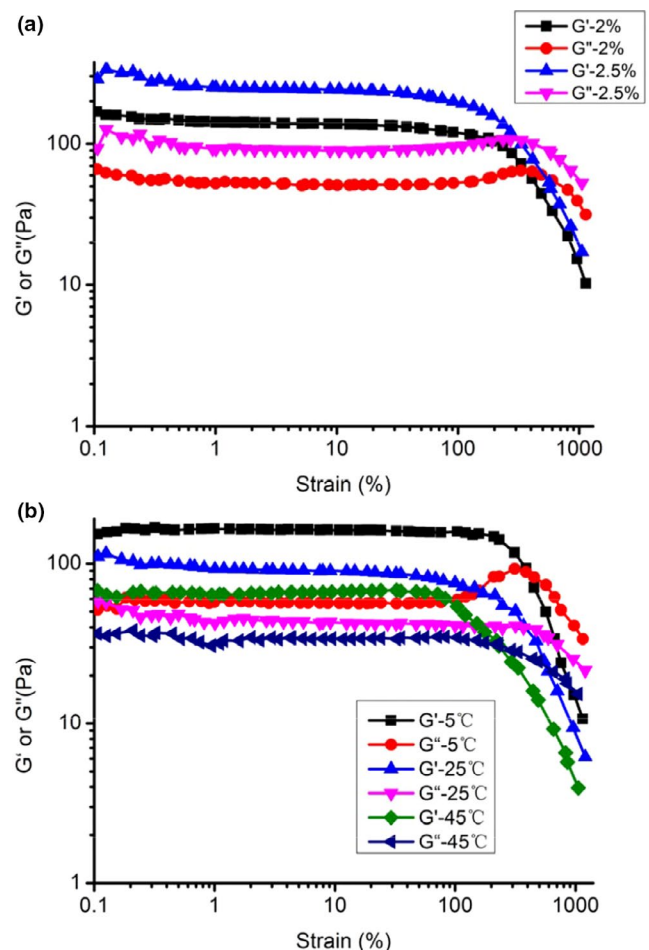 (a)
G'-2%
G"-2%
G'-2.5%
G"-2.5%
100
10
1
G' or G"(Pa)
0.1 1 10 100 1000
Strain (%)
(b)
100
10
1
G‘ or G"(Pa)
G'-5℃
G“-5℃
G'-25℃
G“-25℃
G'-45℃
G“-45℃
0.1 1 10 100 1000
Strain (%)